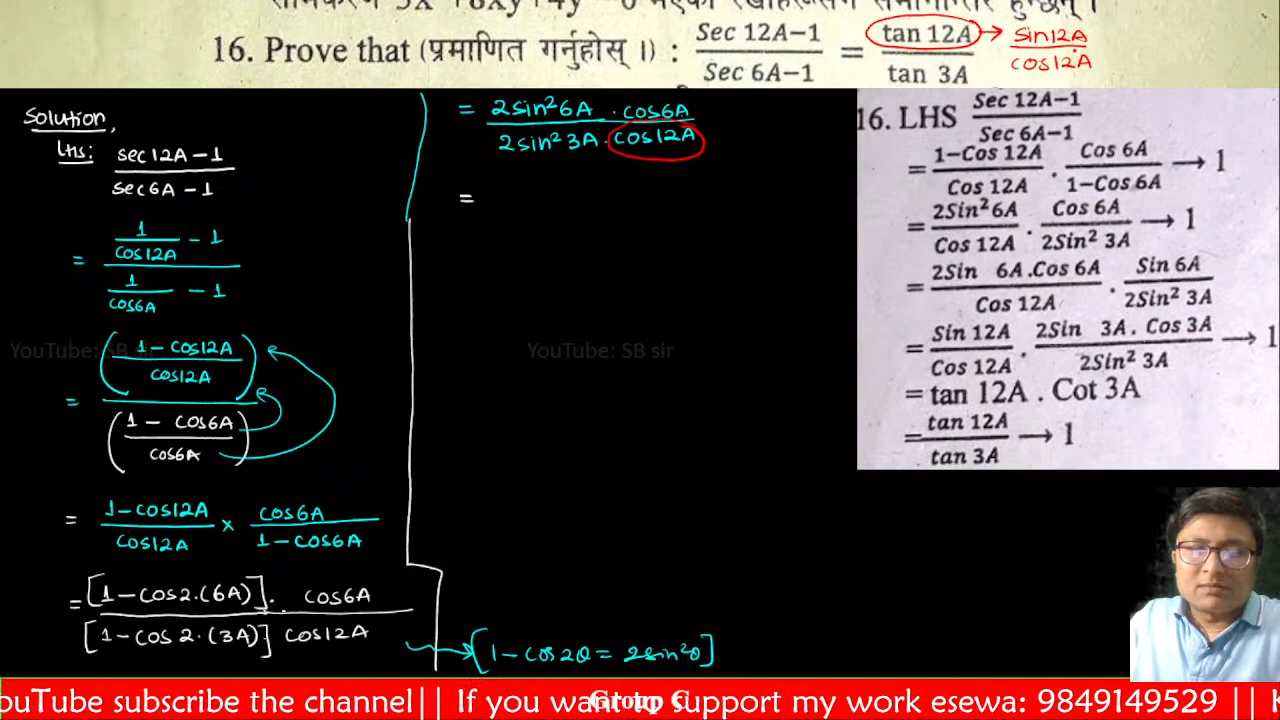 16. Prove that (प्रमाणित गर्नुहोस् ।) : Sec 12A−1 / Sec 6A−1 = tan 12A / tan 3A → sin12A / cos12A
Solution,
LHS: sec12A − 1 / sec6A − 1
= (1/cos12A − 1) / (1/cos6A − 1)
= ((1 − cos12A) / cos12A) / ((1 − cos6A) / cos6A)
= 1−cos12A / cos12A × cos6A / 1−cos6A
= [1−cos2.(6A)]. cos6A / [1−cos2.(3A)] cos12A
→ [1−cos2θ = 2sin²θ]
= 2sin²6A . cos6A / 2sin²3A . cos12A
=
16. LHS Sec 12A−1 / Sec 6A−1
= 1−Cos 12A / Cos 12A . Cos 6A / 1−Cos 6A → 1
= 2Sin²6A / Cos 12A . Cos 6A / 2Sin² 3A → 1
= 2Sin 6A .Cos 6A / Cos 12A . Sin 6A / 2Sin² 3A
= Sin 12A / Cos 12A . 2Sin 3A. Cos 3A / 2Sin² 3A → 1
= tan 12A . Cot 3A
= tan 12A / tan 3A → 1
YouTube: SB sir
YouTube: SB sir
ouTube subscribe the channel|| If you want to support my work esewa: 9849149529 ||
Group C